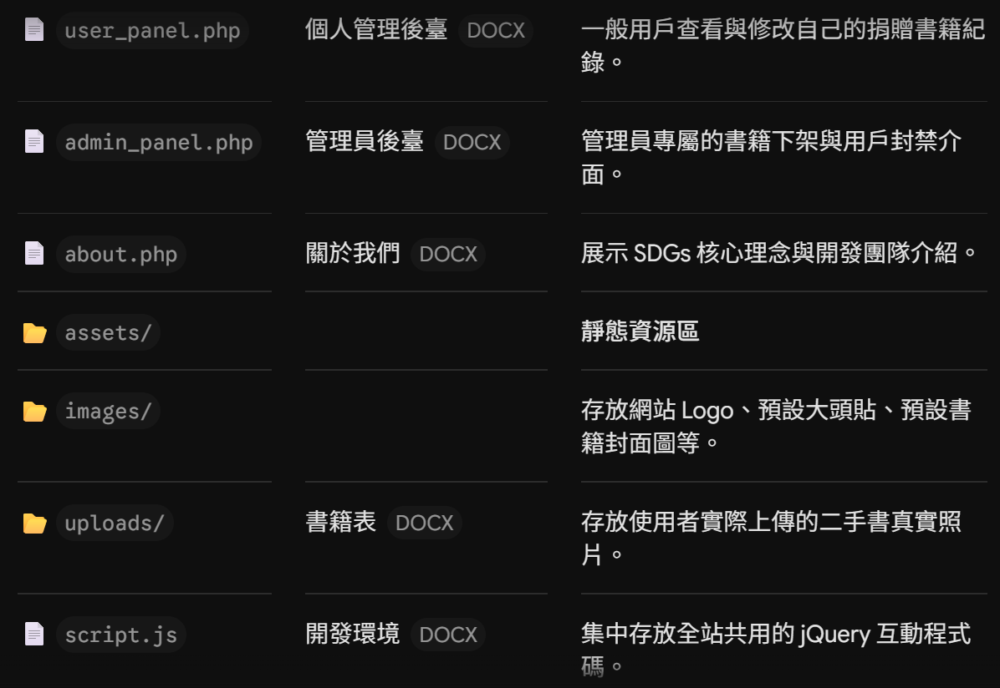 user_panel.php 個人管理後臺 DOCX 一般用戶查看與修改自己的捐贈書籍紀
錄。
admin_panel.php 管理員後臺 DOCX 管理員專屬的書籍下架與用戶封禁介
面。
about.php 關於我們 DOCX 展示 SDGs 核心理念與開發團隊介紹。
assets/ 靜態資源區
images/ 存放網站 Logo、預設大頭貼、預設書
籍封面圖等。
uploads/ 書籍表 DOCX 存放使用者實際上傳的二手書真實照
片。
script.js 開發環境 DOCX 集中存放全站共用的 jQuery 互動程式
碼。